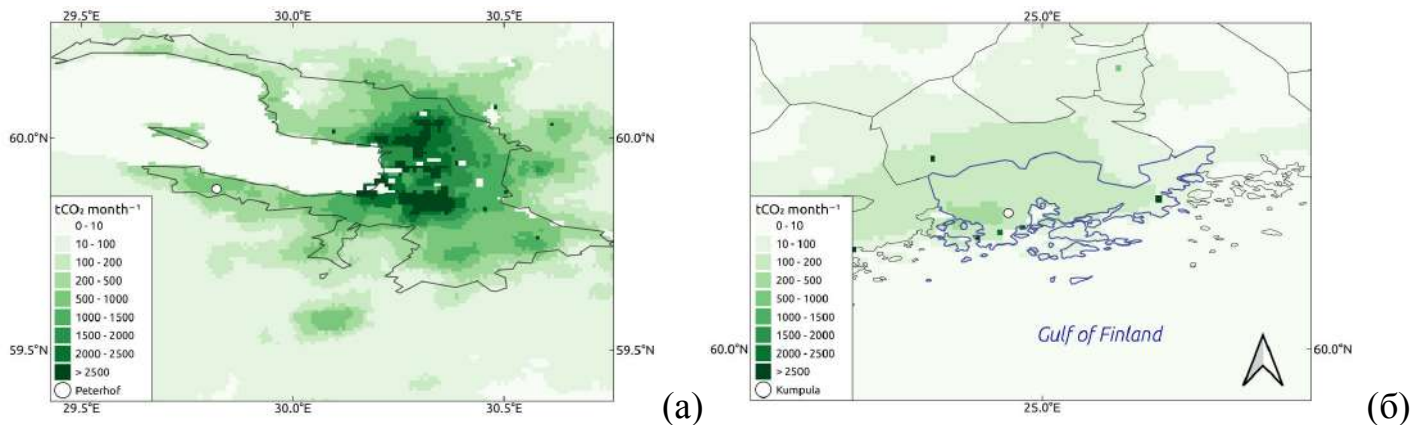 29.5°E 30.0°E 30.5°E
60.0°N
tCO₂ month⁻¹
0 - 10
10 - 100
100 - 200
200 - 500
500 - 1000
1000 - 1500
1500 - 2000
2000 - 2500
> 2500
Peterhof
59.5°N 59.5°N
29.5°E 30.0°E 30.5°E
(а)
25.0°E
60.0°N
tCO₂ month⁻¹
0 - 10
10 - 100
100 - 200
200 - 500
500 - 1000
1000 - 1500
1500 - 2000
2000 - 2500
> 2500
Kumpula
Gulf of Finland
60.0°N 60.0°N
25.0°E
(б)